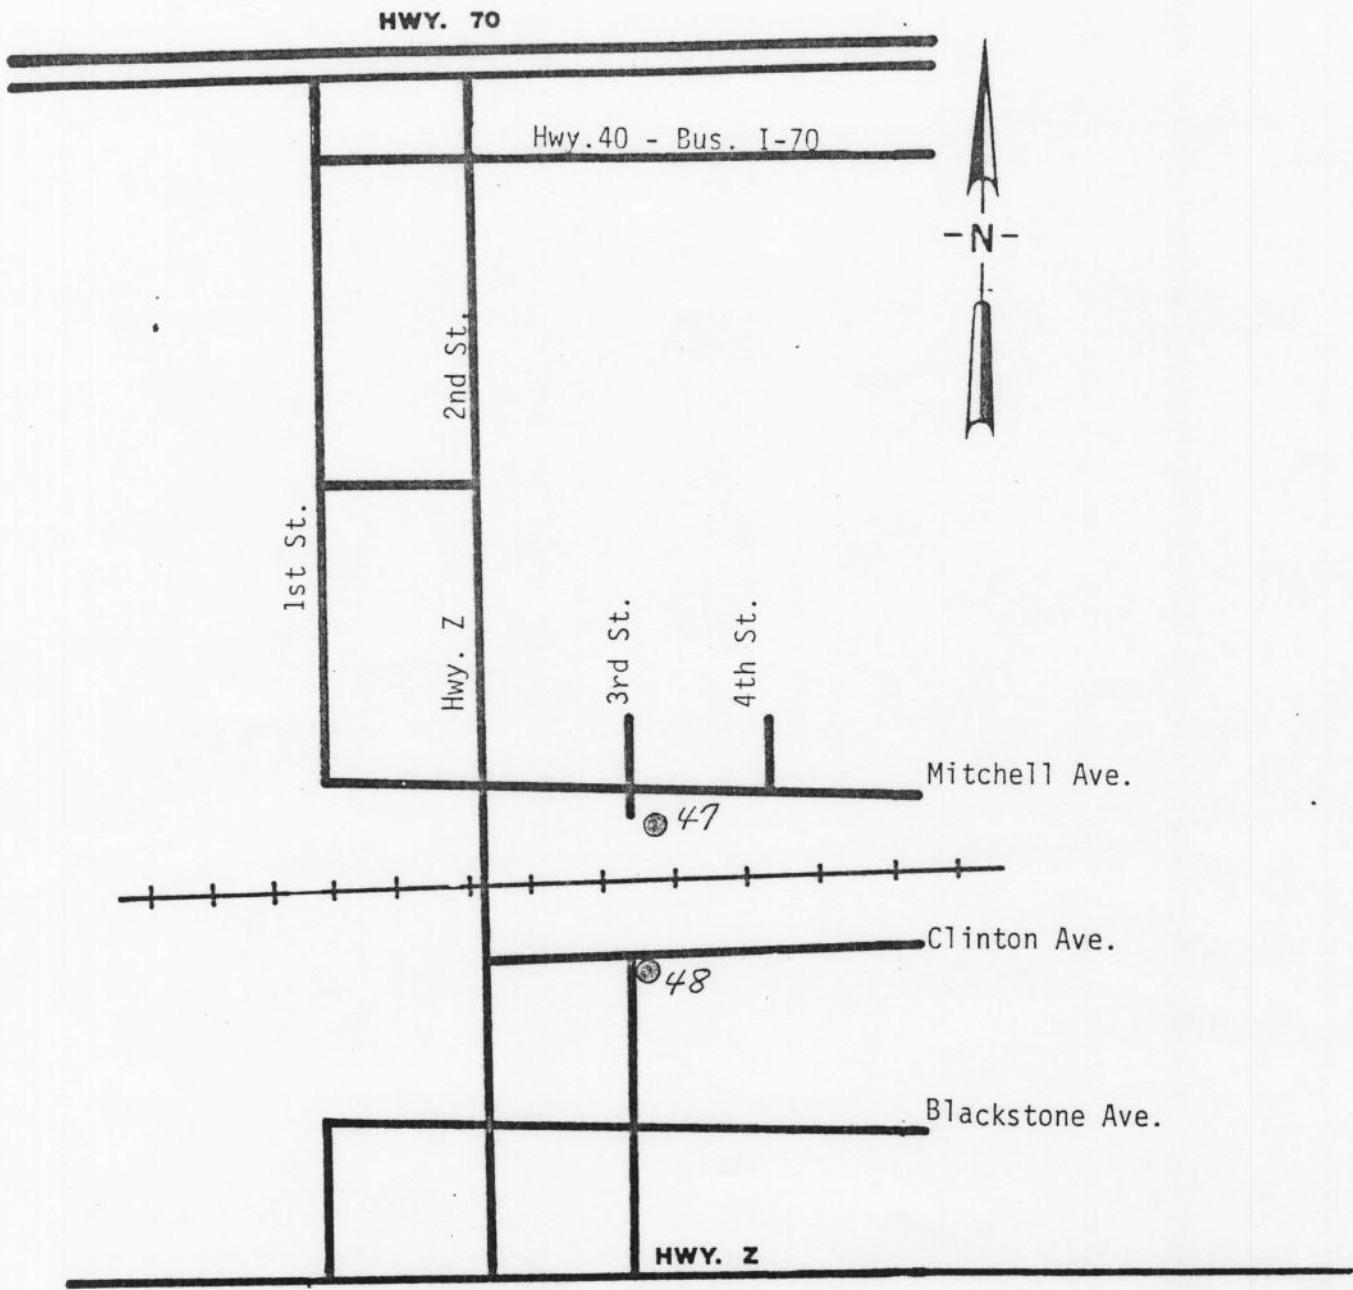 HWY. 70
Hwy.40 - Bus. I-70
-N-
2nd St.
1st St.
Hwy. Z
3rd St.
4th St.
Mitchell Ave.
47
Clinton Ave.
48
Blackstone Ave.
HWY. Z